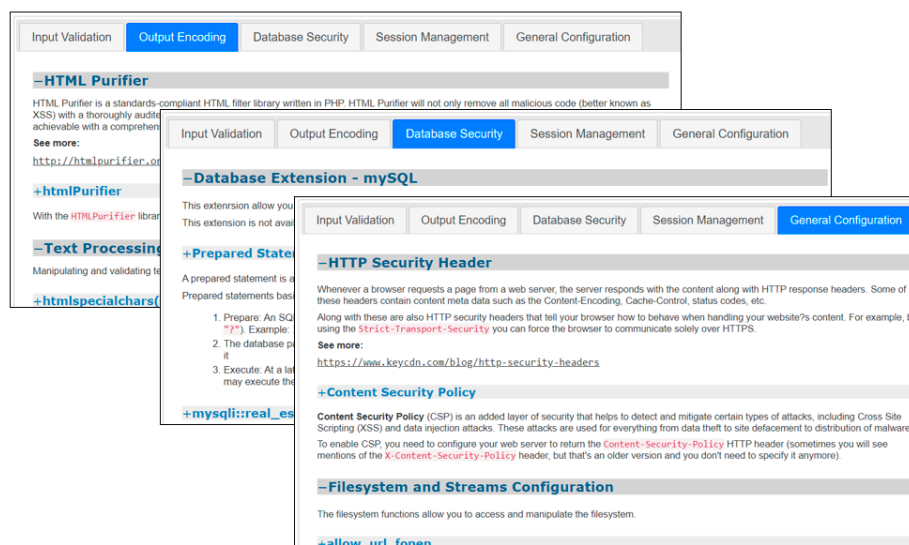 Input Validation Output Encoding Database Security Session Management General Configuration
−HTML Purifier
HTML Purifier is a standards-compliant HTML filter library written in PHP. HTML Purifier will not only remove all malicious code (better known as
XSS) with a thoroughly audite
achievable with a comprehen
See more:
http://htmlpurifier.or
+htmlPurifier
With the HTMLPurifier librar
−Text Processing
Manipulating and validating te
+htmlspecialchars(
Input Validation Output Encoding Database Security Session Management General Configuration
−Database Extension - mySQL
This extenrsion allow you
This extension is not avai
+Prepared State
A prepared statement is a
Prepared statements basi
1. Prepare: An SQL
"?"). Example:
2. The database pa
it
3. Execute: At a lat
may execute the
+mysqli::real_es
Input Validation Output Encoding Database Security Session Management General Configuration
−HTTP Security Header
Whenever a browser requests a page from a web server, the server responds with the content along with HTTP response headers. Some of
these headers contain content meta data such as the Content-Encoding, Cache-Control, status codes, etc.
Along with these are also HTTP security headers that tell your browser how to behave when handling your website?s content. For example, b
using the Strict-Transport-Security you can force the browser to communicate solely over HTTPS.
See more:
https://www.keycdn.com/blog/http-security-headers
+Content Security Policy
Content Security Policy (CSP) is an added layer of security that helps to detect and mitigate certain types of attacks, including Cross Site
Scripting (XSS) and data injection attacks. These attacks are used for everything from data theft to site defacement to distribution of malware
To enable CSP, you need to configure your web server to return the Content-Security-Policy HTTP header (sometimes you will see
mentions of the X-Content-Security-Policy header, but that's an older version and you don't need to specify it anymore).
−Filesystem and Streams Configuration
The filesystem functions allow you to access and manipulate the filesystem.
+allow_url_fopen